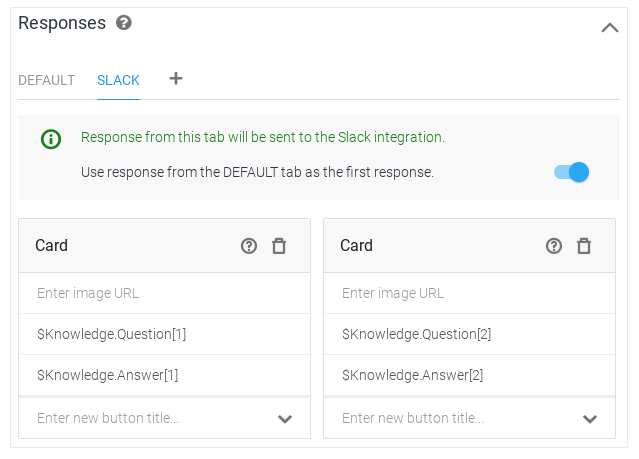 Responses
DEFAULT SLACK
Response from this tab will be sent to the Slack integration.
Use response from the DEFAULT tab as the first response.
Card
Enter image URL
$Knowledge.Question[1]
$Knowledge.Answer[1]
Enter new button title...
Card
Enter image URL
$Knowledge.Question[2]
$Knowledge.Answer[2]
Enter new button title...